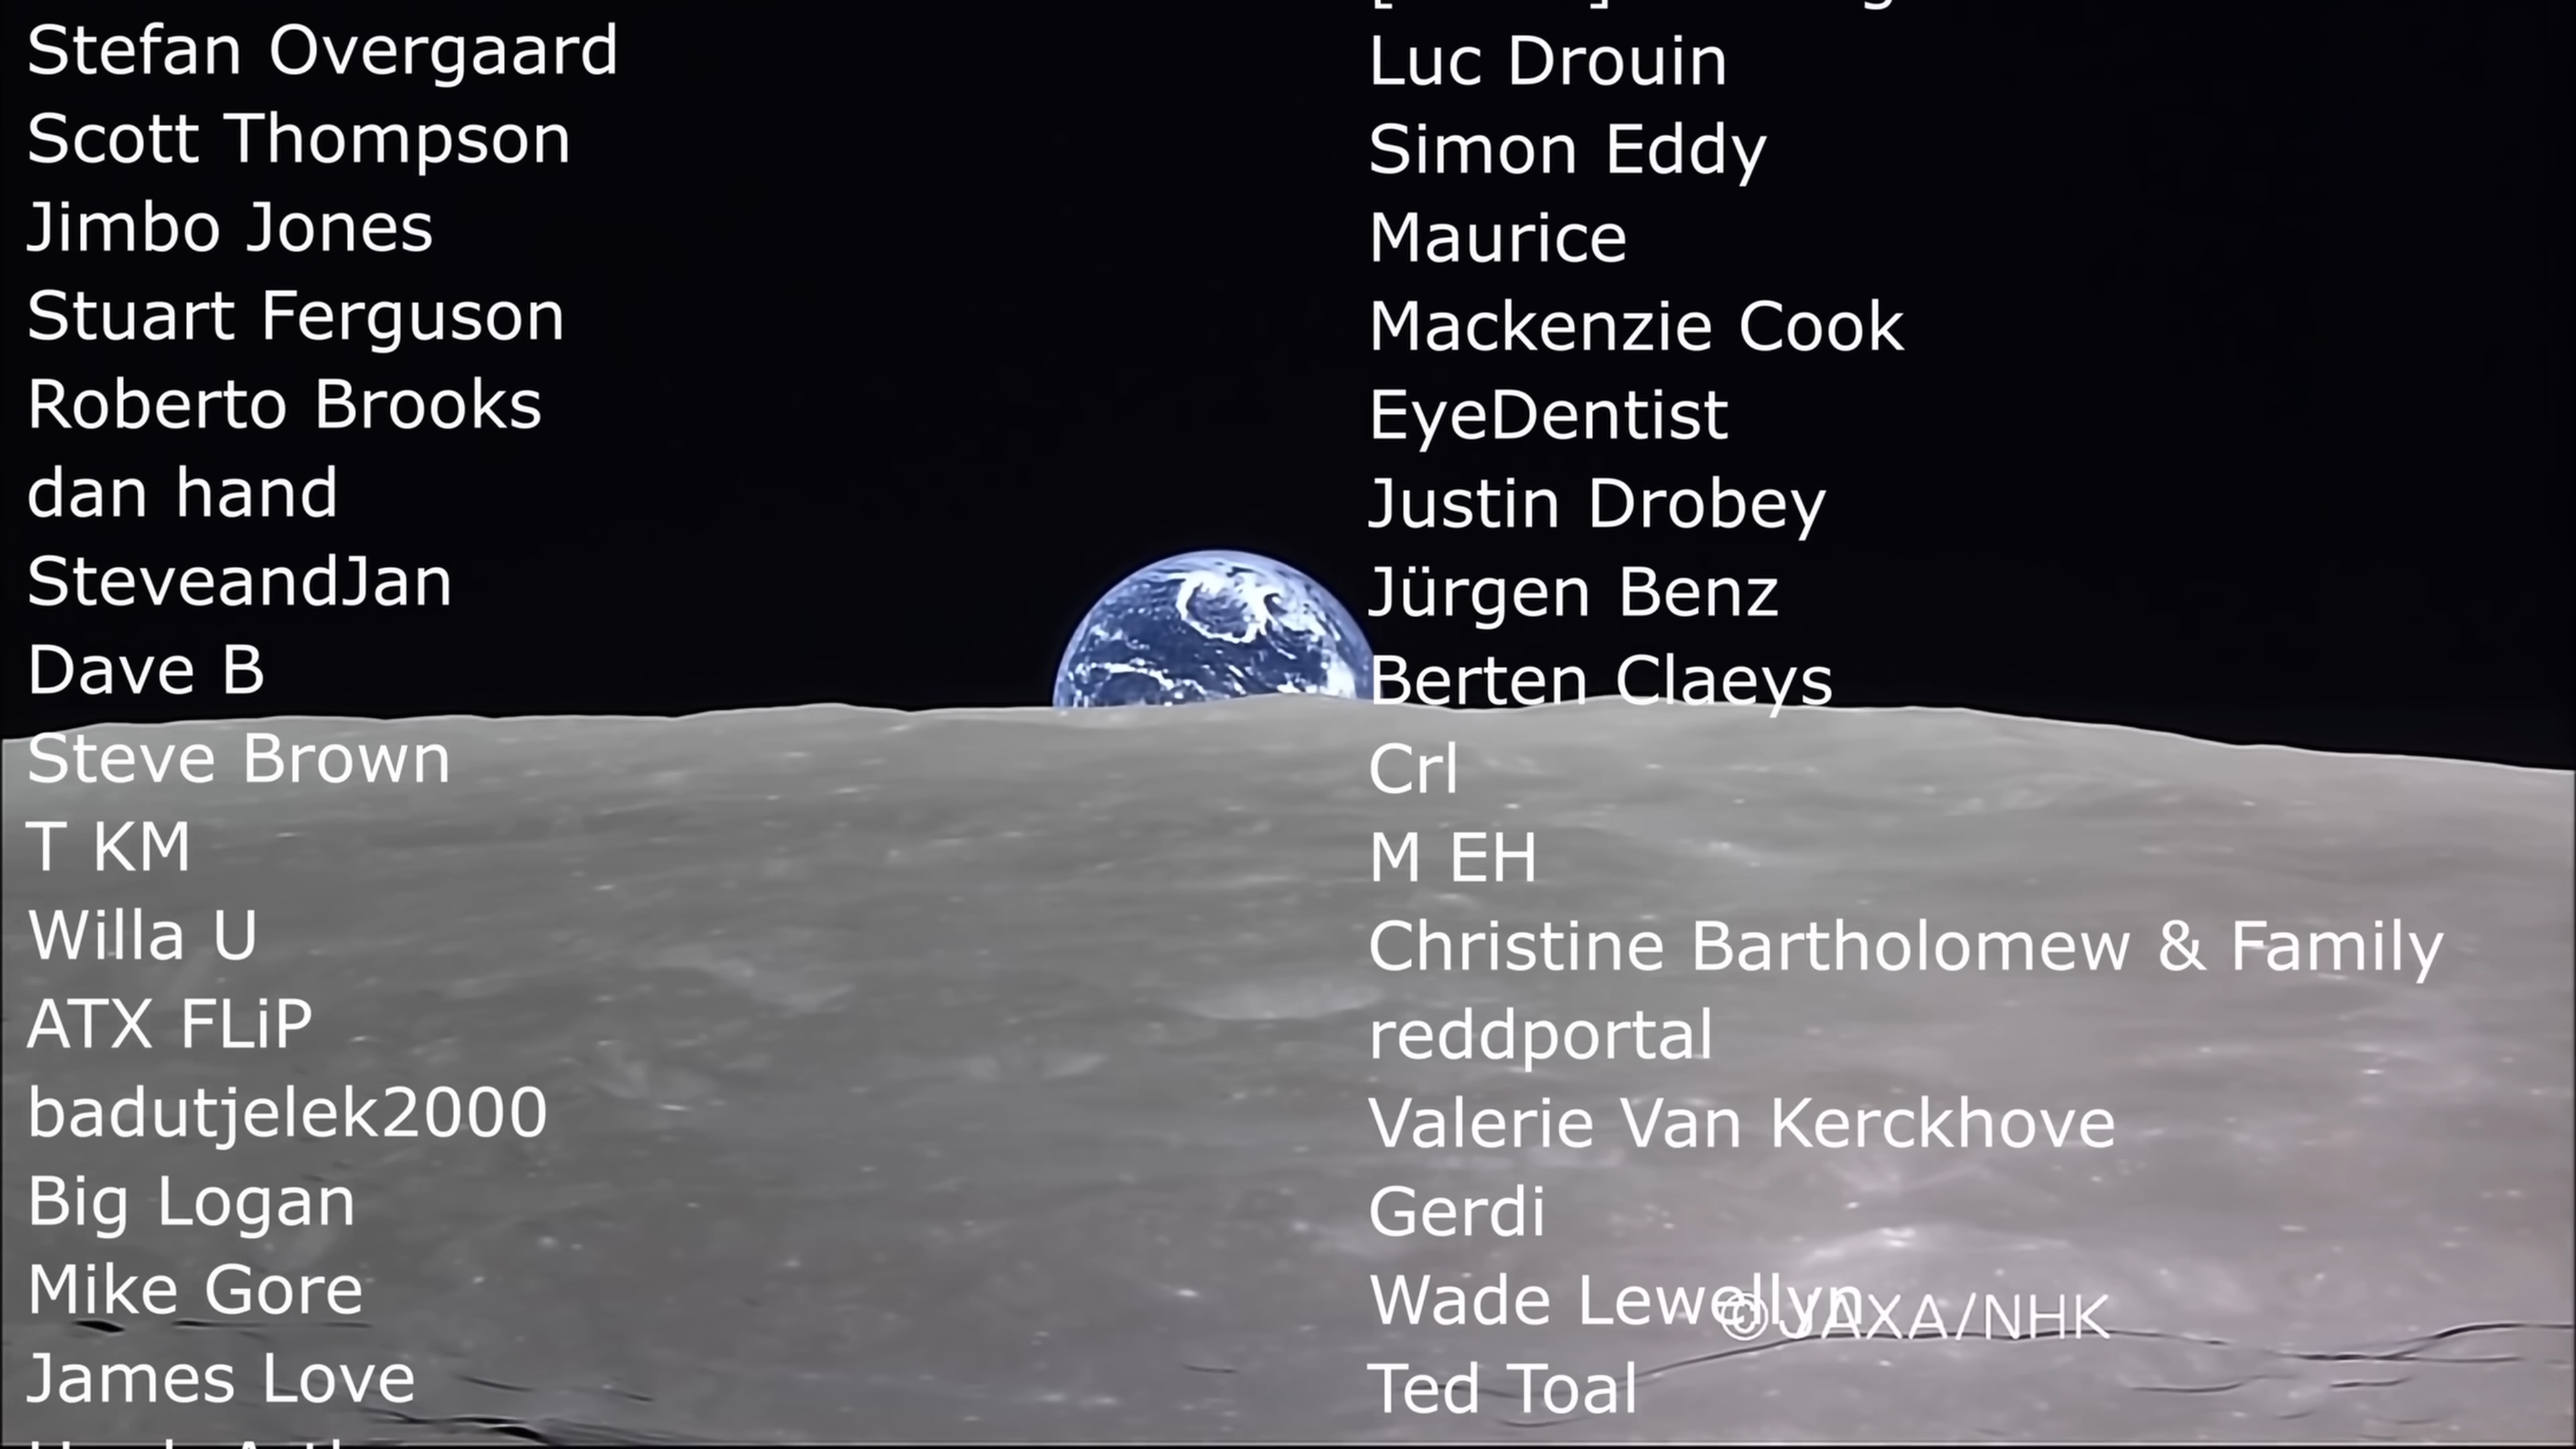 Stefan Overgaard
Scott Thompson
Jimbo Jones
Stuart Ferguson
Roberto Brooks
dan hand
SteveandJan
Dave B
Steve Brown
T KM
Willa U
ATX FLiP
badutjelek2000
Big Logan
Mike Gore
James Love
Luc Drouin
Simon Eddy
Maurice
Mackenzie Cook
EyeDentist
Justin Drobey
Jürgen Benz
Berten Claeys
Crl
M EH
Christine Bartholomew & Family
reddportal
Valerie Van Kerckhove
Gerdi
Wade Lewellyn
©JAXA/NHK
Ted Toal